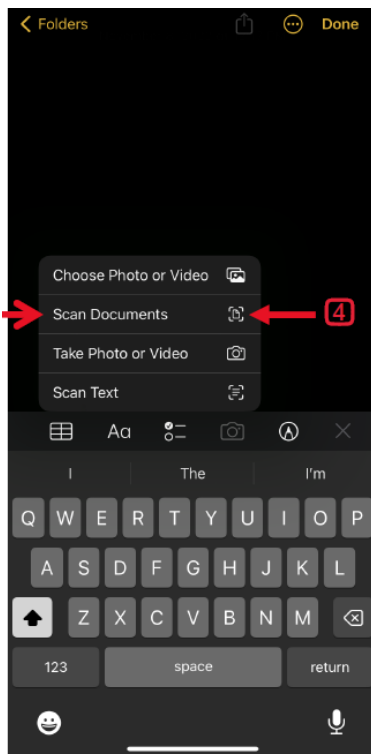 Folders Done
Choose Photo or Video
Scan Documents 4
Take Photo or Video
Scan Text
Aa
I The I'm
Q W E R T Y U I O P
A S D F G H J K L
Z X C V B N M
123 space return